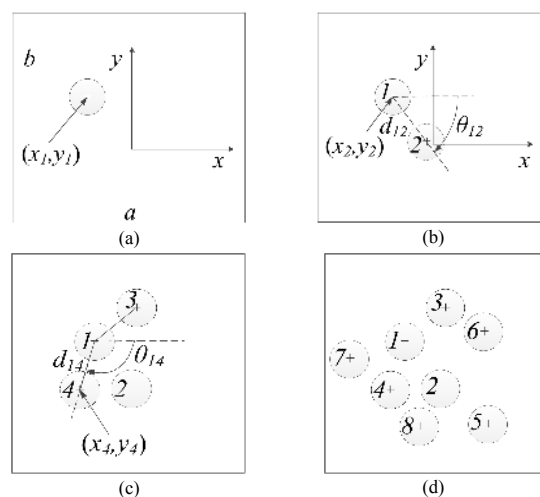 b y
(x1,y1) x
a
(a)
y
1
d12 θ12
(x2,y2) 2 x
(b)
3
1
d14 θ14
4 2
(x4,y4)
(c)
3
1 6
7
4 2
8 5
(d)